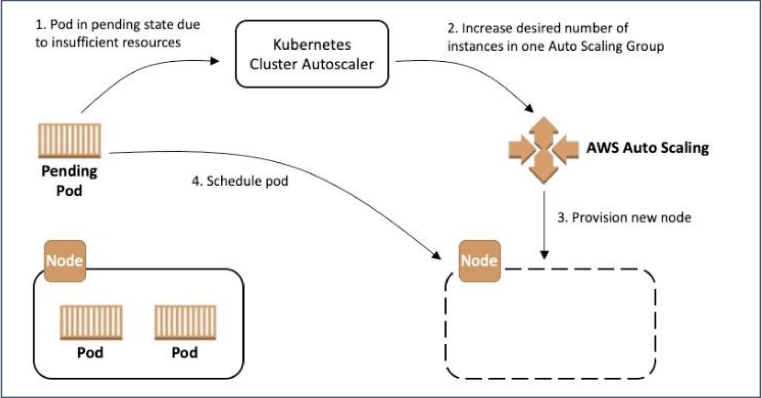 1. Pod in pending state due
to insufficient resources
Kubernetes
Cluster Autoscaler
2. Increase desired number of
instances in one Auto Scaling Group
AWS Auto Scaling
Pending
Pod
4. Schedule pod
3. Provision new node
Node
Node
Pod
Pod